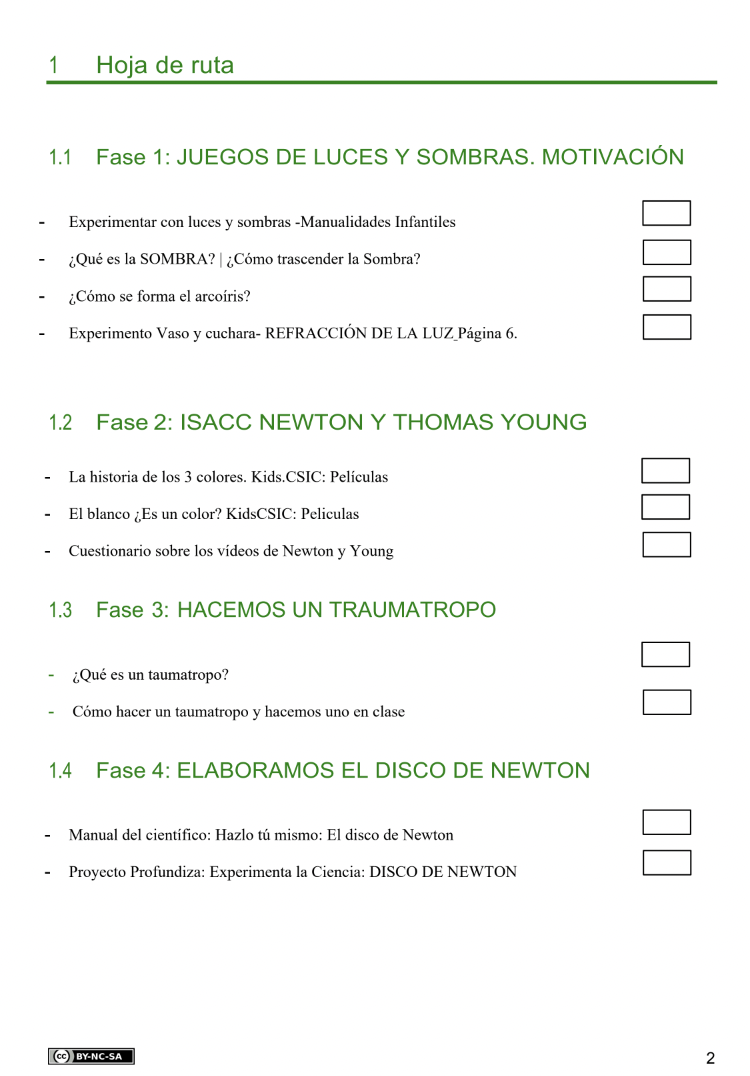 1 Hoja de ruta
1.1 Fase 1: JUEGOS DE LUCES Y SOMBRAS. MOTIVACIÓN
- Experimentar con luces y sombras -Manualidades Infantiles
- ¿Qué es la SOMBRA? | ¿Cómo trascender la Sombra?
- ¿Cómo se forma el arcoíris?
- Experimento Vaso y cuchara- REFRACCIÓN DE LA LUZ Página 6.
1.2 Fase 2: ISACC NEWTON Y THOMAS YOUNG
- La historia de los 3 colores. Kids.CSIC: Películas
- El blanco ¿Es un color? KidsCSIC: Peliculas
- Cuestionario sobre los vídeos de Newton y Young
1.3 Fase 3: HACEMOS UN TRAUMATROPO
- ¿Qué es un taumatropo?
- Cómo hacer un taumatropo y hacemos uno en clase
1.4 Fase 4: ELABORAMOS EL DISCO DE NEWTON
- Manual del científico: Hazlo tú mismo: El disco de Newton
- Proyecto Profundiza: Experimenta la Ciencia: DISCO DE NEWTON
cc BY-NC-SA
2